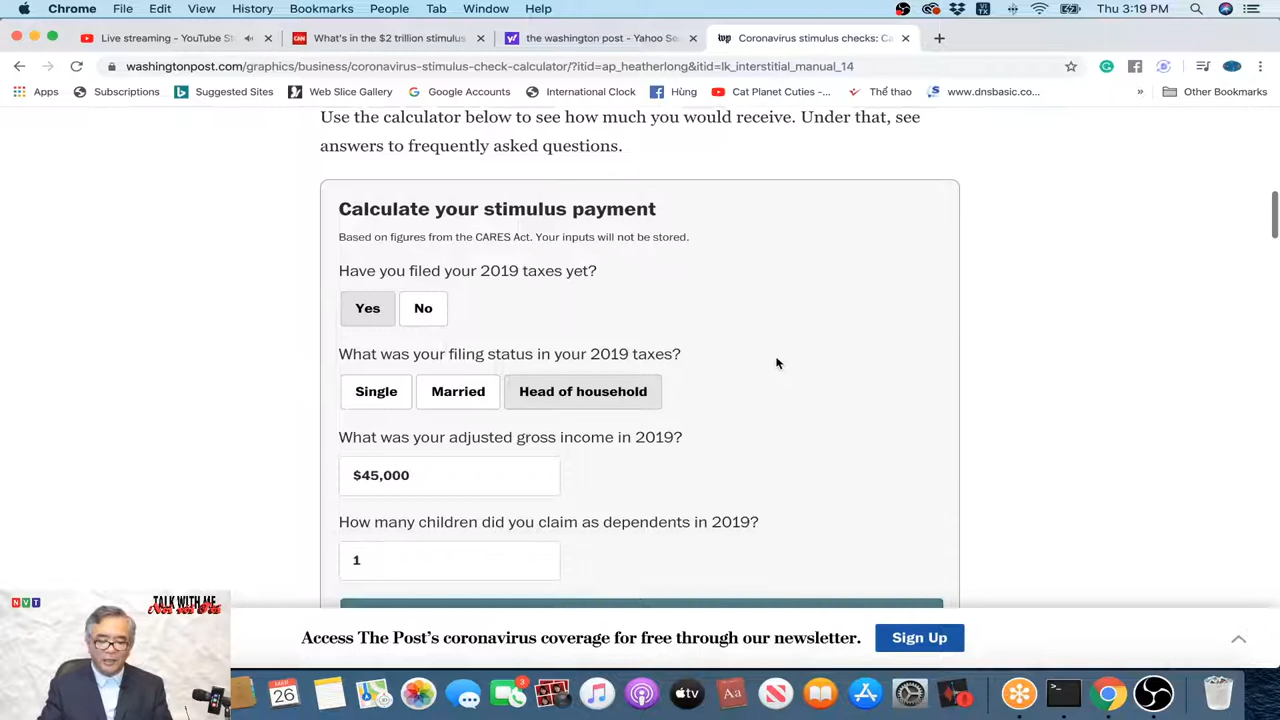 Chrome File Edit View History Bookmarks People Tab Window Help Thu 3:19 PM
Live streaming - YouTube St What's in the $2 trillion stimulus the washington post - Yahoo Se Coronavirus stimulus checks: Ca
washingtonpost.com/graphics/business/coronavirus-stimulus-check-calculator/?itid=ap_heatherlong&itid=lk_interstitial_manual_14
Apps Subscriptions Suggested Sites Web Slice Gallery Google Accounts International Clock Hùng Cat Planet Cuties -... Thể thao www.dnsbasic.co... » Other Bookmarks
Use the calculator below to see how much you would receive. Under that, see
answers to frequently asked questions.
Calculate your stimulus payment
Based on figures from the CARES Act. Your inputs will not be stored.
Have you filed your 2019 taxes yet?
Yes No
What was your filing status in your 2019 taxes?
Single Married Head of household
What was your adjusted gross income in 2019?
$45,000
How many children did you claim as dependents in 2019?
1
NVT TALK WITH ME
Access The Post's coronavirus coverage for free through our newsletter. Sign Up
MAR
26
3
tv
Aa